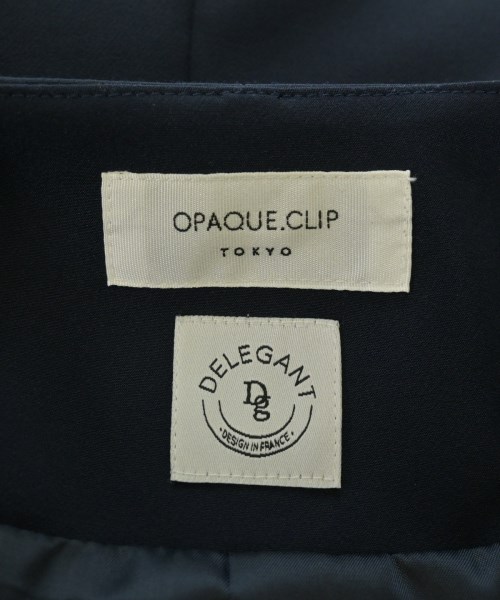 OPAQUE.CLIP
TOKYO
DELEGANT
Dg
·DESIGN IN FRANCE·